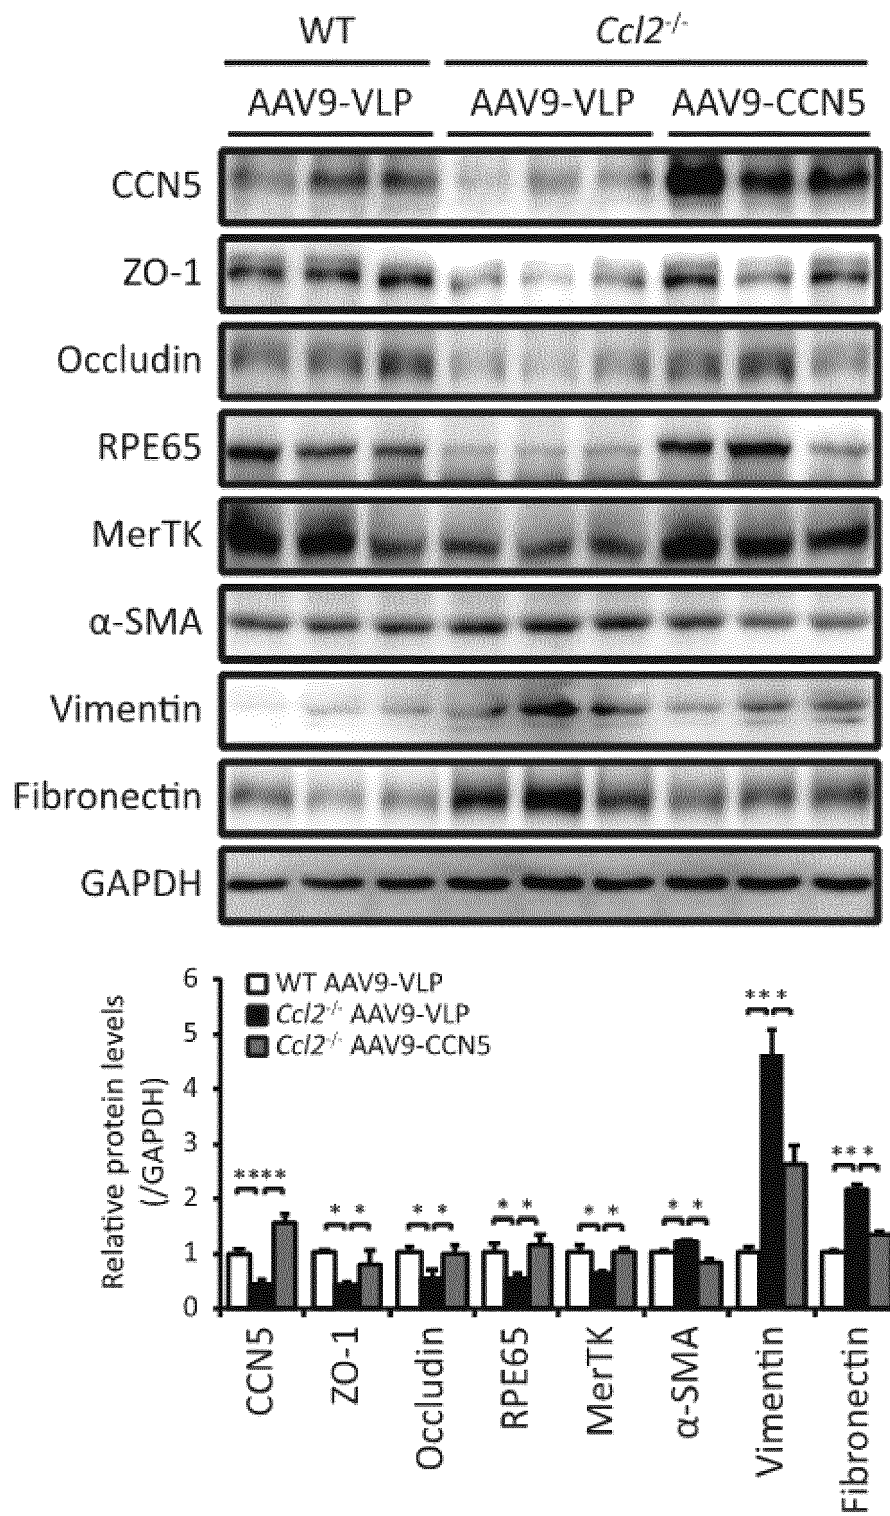 WT Ccl2-/-
AAV9-VLP AAV9-VLP AAV9-CCN5
CCN5
ZO-1
Occludin
RPE65
MerTK
α-SMA
Vimentin
Fibronectin
GAPDH
Relative protein levels
(/GAPDH)
6
5
4
3
2
1
0
WT AAV9-VLP
Ccl2-/- AAV9-VLP
Ccl2-/- AAV9-CCN5
****
* *
* *
* *
* *
* *
*** *
*** *
CCN5
ZO-1
Occludin
RPE65
MerTK
α-SMA
Vimentin
Fibronectin